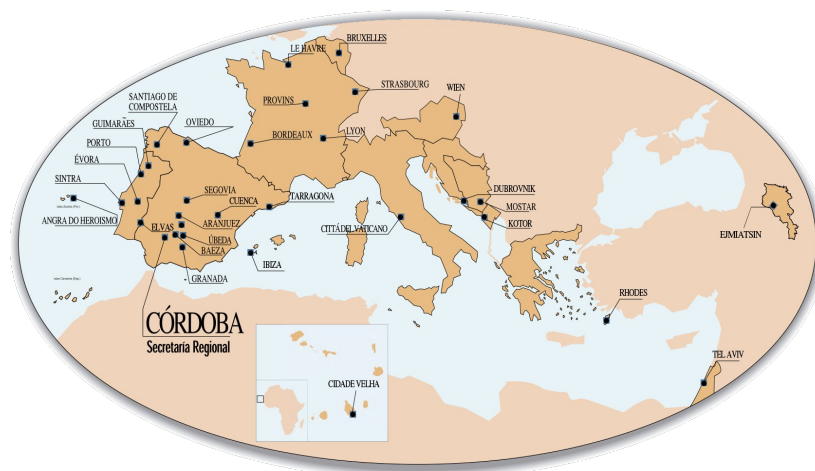 BRUXELLES
LE HAVRE
STRASBOURG
WIEN
PROVINS
SANTIAGO DE
COMPOSTELA
GUIMARÃES
OVIEDO
BORDEAUX
LYON
PORTO
ÉVORA
SINTRA
SEGOVIA
CUENCA
TARRAGONA
DUBROVNIK
MOSTAR
ANGRA DO HEROISMO
ARANJUEZ
CITTÁ DEL VATICANO
KOTOR
ELVAS
ÚBEDA
BAEZA
EJMIATSIN
IBIZA
GRANADA
RHODES
CÓRDOBA
Secretaría Regional
TEL AVIV
CIDADE VELHA